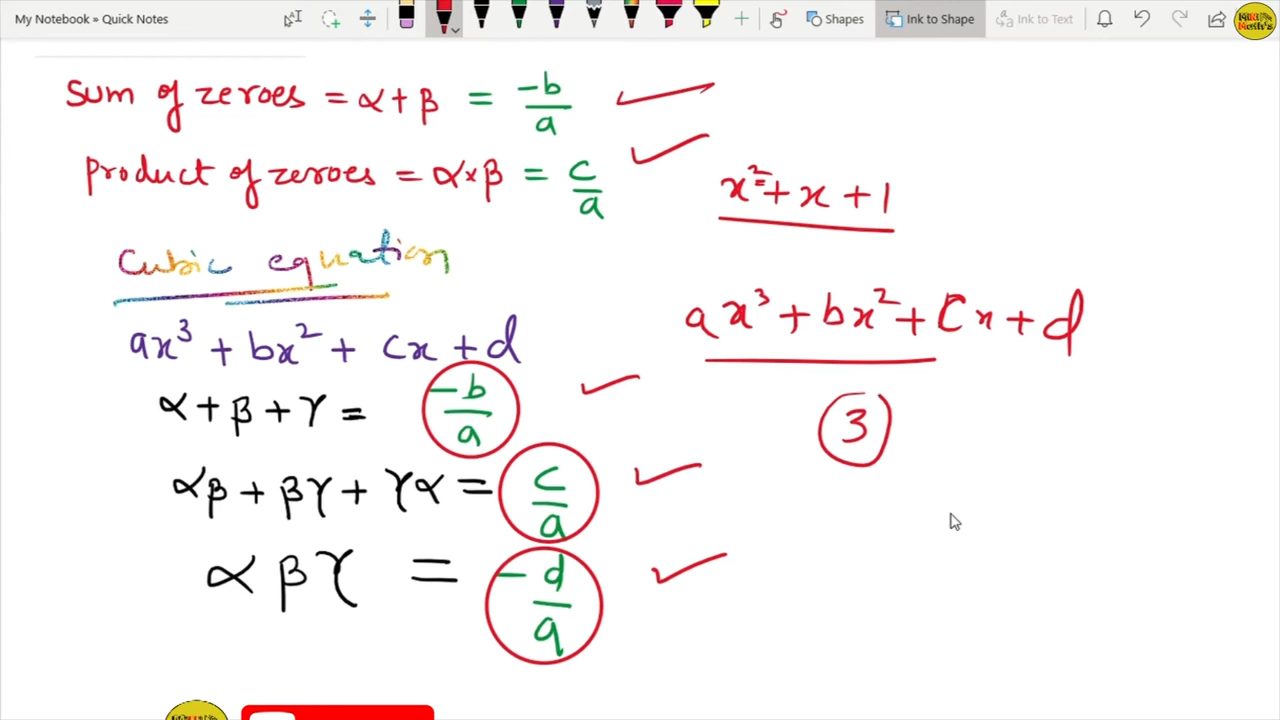 My Notebook » Quick Notes
Shapes
Ink to Shape
Ink to Text
Sum of zeroes = α + β = -b/a
product of zeroes = α × β = c/a
x² + x + 1
Cubic equation
ax³ + bx² + cx + d
ax³ + bx² + cx + d
α + β + γ = -b/a
3
αβ + βγ + γα = c/a
αβγ = -d/a